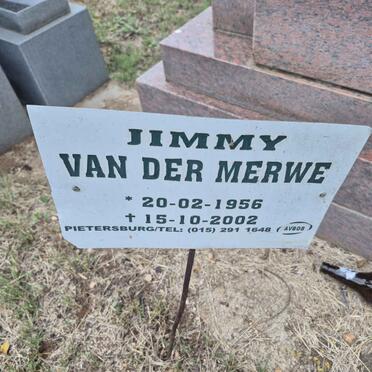 JIMMY
VAN DER MERWE
* 20-02-1956
✝ 15-10-2002
PIETERSBURG/TEL: (015) 291 1648 AVBOB